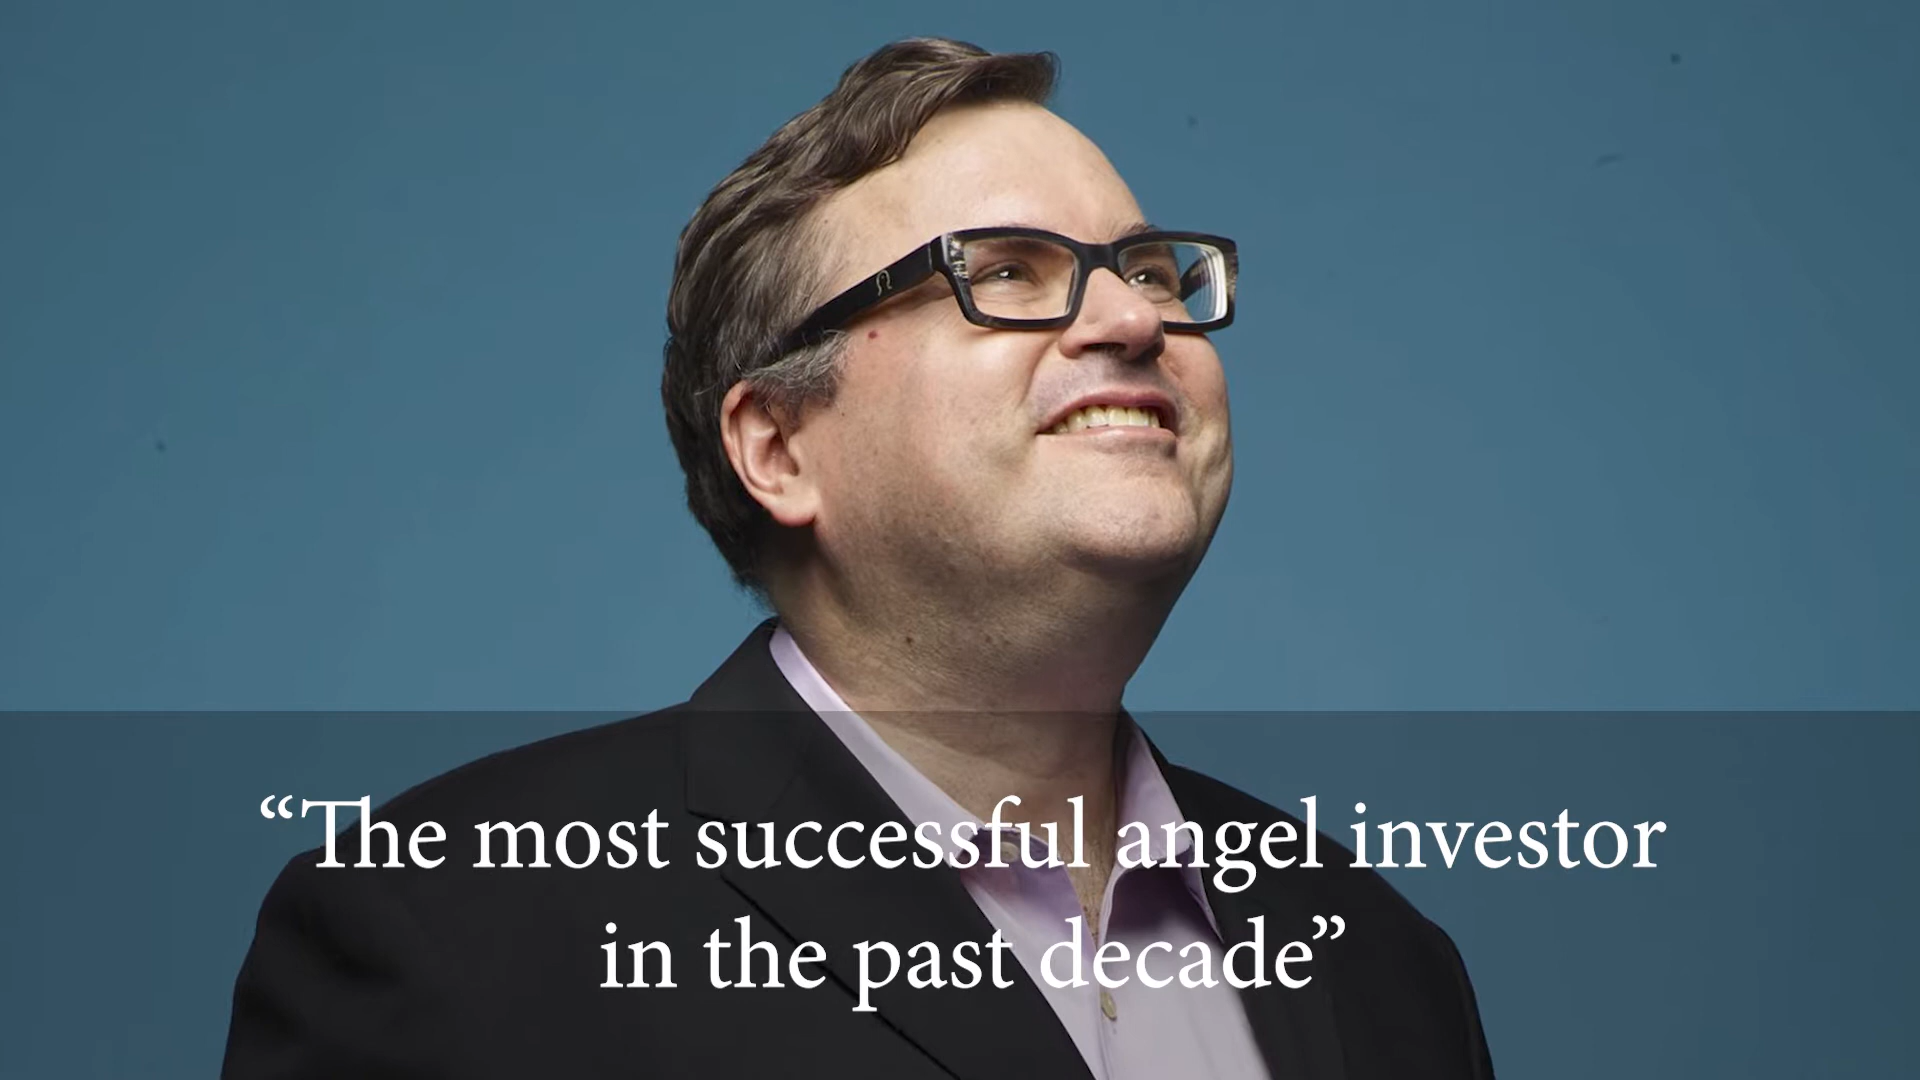 “The most successful angel investor
in the past decade”